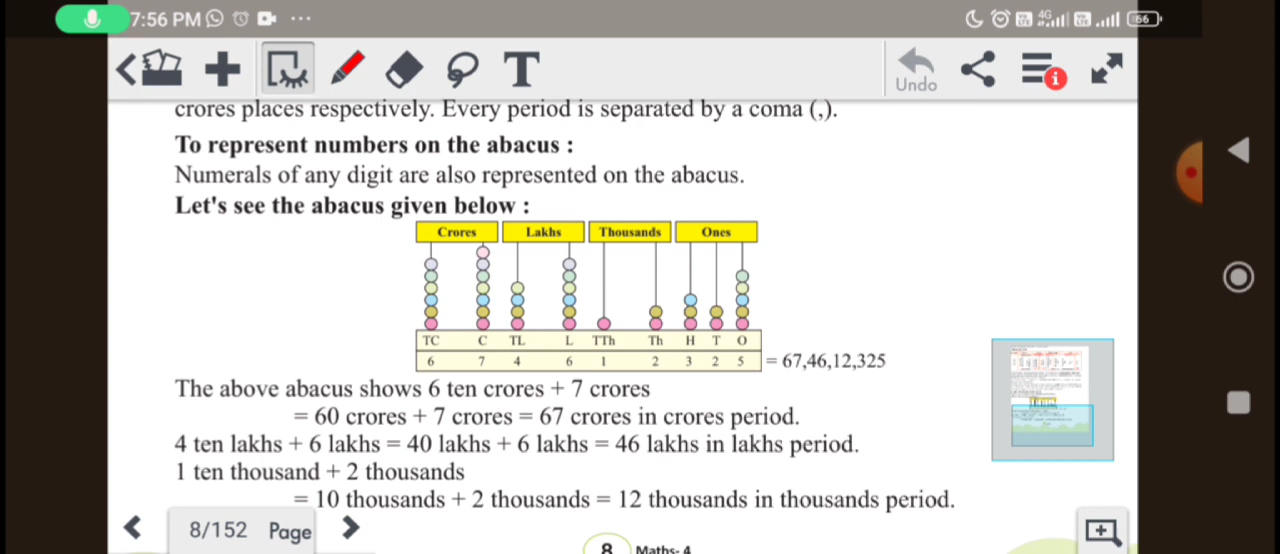 7:56 PM
4G
66
T
Undo
crores places respectively. Every period is separated by a coma (,).
To represent numbers on the abacus :
Numerals of any digit are also represented on the abacus.
Let's see the abacus given below :
Crores Lakhs Thousands Ones
TC C TL L TTh Th H T O
6 7 4 6 1 2 3 2 5 = 67,46,12,325
The above abacus shows 6 ten crores + 7 crores
= 60 crores + 7 crores = 67 crores in crores period.
4 ten lakhs + 6 lakhs = 40 lakhs + 6 lakhs = 46 lakhs in lakhs period.
1 ten thousand + 2 thousands
= 10 thousands + 2 thousands = 12 thousands in thousands period.
8/152 Page
8 Maths- 4